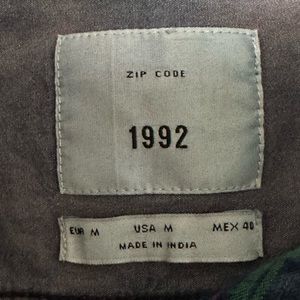 ZIP CODE
1992
EUR M USA M MEX 40
MADE IN INDIA